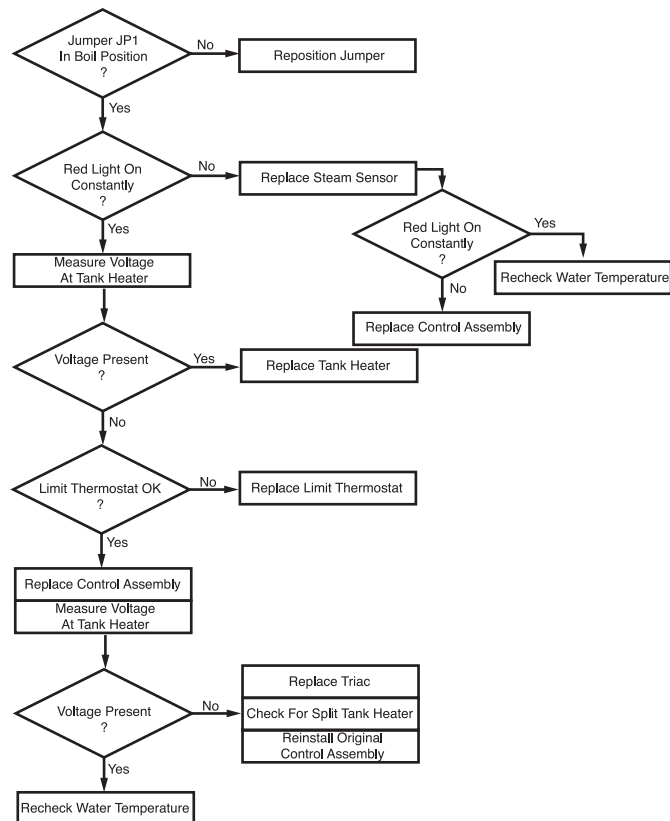 Jumper JP1
In Boil Position
?
No
Reposition Jumper
Yes
Red Light On
Constantly
?
No
Replace Steam Sensor
Yes
Red Light On
Constantly
?
Yes
Recheck Water Temperature
No
Replace Control Assembly
Measure Voltage
At Tank Heater
Voltage Present
?
Yes
Replace Tank Heater
No
Limit Thermostat OK
?
No
Replace Limit Thermostat
Yes
Replace Control Assembly
Measure Voltage
At Tank Heater
Voltage Present
?
No
Replace Triac
Check For Split Tank Heater
Reinstall Original
Control Assembly
Yes
Recheck Water Temperature